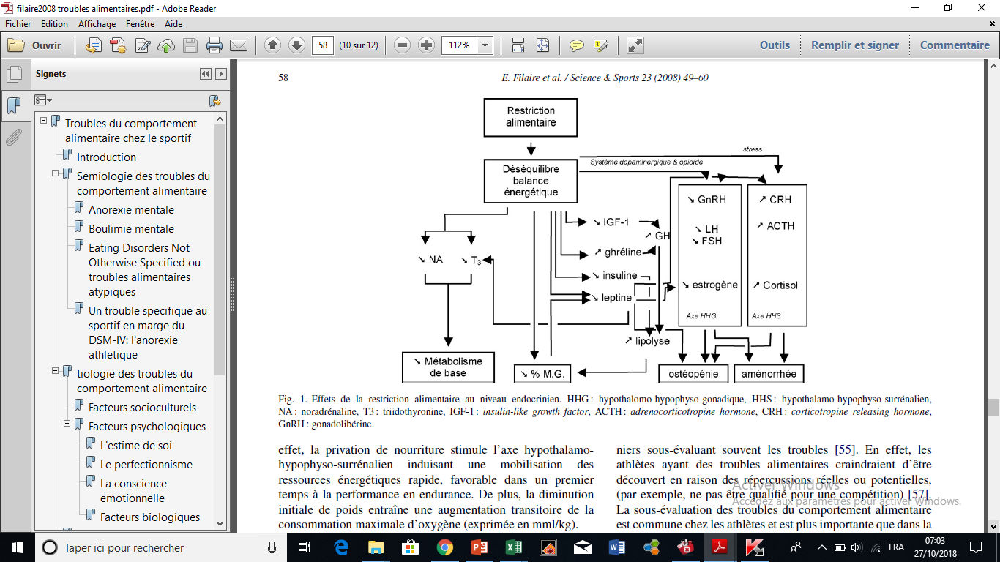 filaire2008 troubles alimentaires.pdf - Adobe Reader
Fichier Edition Affichage Fenêtre Aide
Ouvrir 58 (10 sur 12) 112% Outils Remplir et signer Commentaire
Signets
Troubles du comportement
alimentaire chez le sportif
Introduction
Semiologie des troubles du
comportement alimentaire
Anorexie mentale
Boulimie mentale
Eating Disorders Not
Otherwise Specified ou
troubles alimentaires
atypiques
Un trouble specifique au
sportif en marge du
DSM-IV: l'anorexie
athletique
tiologie des troubles du
comportement alimentaire
Facteurs socioculturels
Facteurs psychologiques
L'estime de soi
Le perfectionnisme
La conscience
emotionnelle
Facteurs biologiques
58 E. Filaire et al. / Science & Sports 23 (2008) 49–60
Restriction
alimentaire
stress
Système dopaminergique & opioïde
Déséquilibre
balance
énergétique
↘ GnRH
↘ LH
↘ FSH
↘ estrogène
Axe HHG
↗ CRH
↗ ACTH
↗ Cortisol
Axe HHS
↘ IGF-1
↗ GH
↗ ghréline
↘ insuline
↘ leptine
↗ lipolyse
↘ NA ↘ T3
↘ Métabolisme
de base
↘ % M.G.
ostéopénie
aménorrhée
Fig. 1. Effets de la restriction alimentaire au niveau endocrinien. HHG : hypothalomo-hypophyso-gonadique, HHS : hypothalamo-hypophyso-surrénalien,
NA : noradrénaline, T3 : triidothyronine, IGF-1 : insulin-like growth factor, ACTH : adrenocorticotropine hormone, CRH : corticotropine releasing hormone,
GnRH : gonadolibérine.
effet, la privation de nourriture stimule l'axe hypothalamo-
hypophyso-surrénalien induisant une mobilisation des
ressources énergétiques rapide, favorable dans un premier
temps à la performance en endurance. De plus, la diminution
initiale de poids entraîne une augmentation transitoire de la
consommation maximale d'oxygène (exprimée en mml/kg).
niers sous-évaluant souvent les troubles [55]. En effet, les
athlètes ayant des troubles alimentaires craindraient d'être
découvert en raison des répercussions réelles ou potentielles,
(par exemple, ne pas être qualifié pour une compétition) [57].
La sous-évaluation des troubles du comportement alimentaire
est commune chez les athlètes et est plus importante que dans la
Activer Windows
Accédez aux paramètres pour activer Windows.
Taper ici pour rechercher
FRA
07:03
27/10/2018